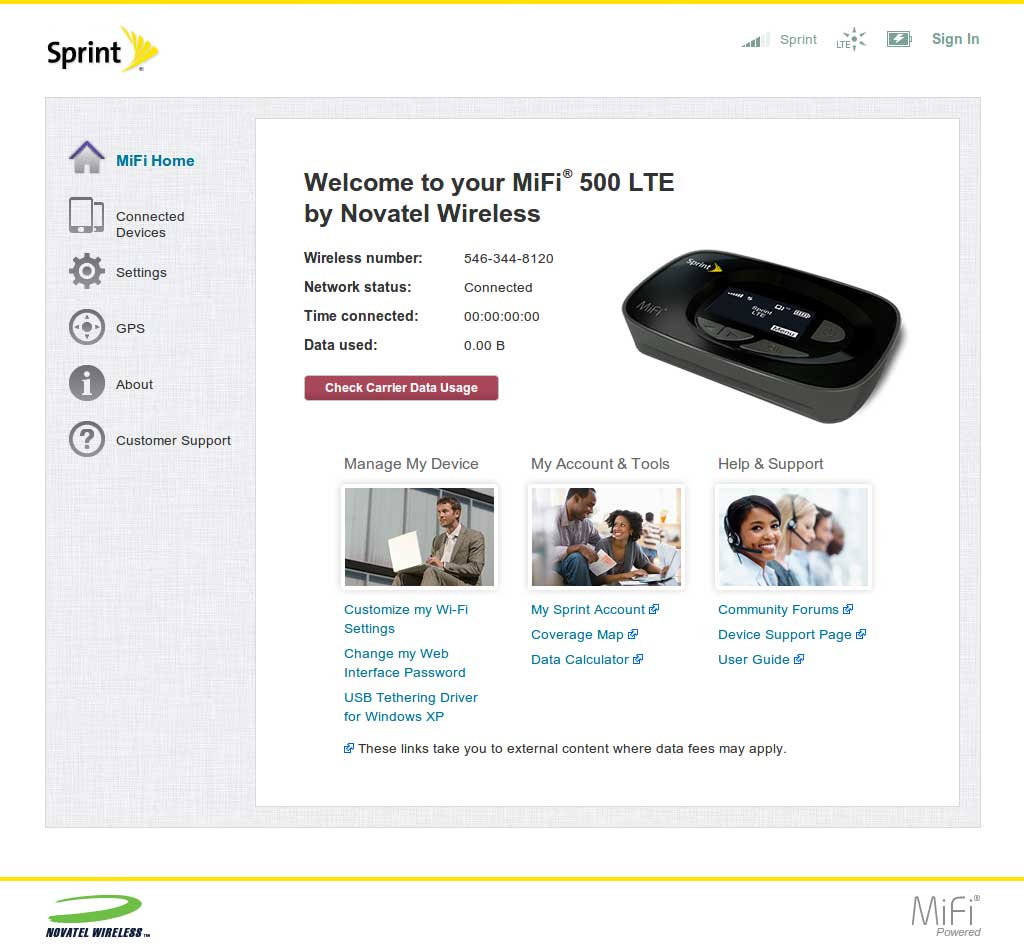 Sprint ®
Sprint LTE Sign In
MiFi Home
Connected
Devices
Settings
GPS
About
Customer Support
Welcome to your MiFi® 500 LTE
by Novatel Wireless
Wireless number: 546-344-8120
Network status: Connected
Time connected: 00:00:00:00
Data used: 0.00 B
Check Carrier Data Usage
Sprint
MiFi
Sprint
LTE
Menu
Manage My Device
My Account & Tools
Help & Support
Customize my Wi-Fi
Settings
Change my Web
Interface Password
USB Tethering Driver
for Windows XP
My Sprint Account
Coverage Map
Data Calculator
Community Forums
Device Support Page
User Guide
These links take you to external content where data fees may apply.
NOVATEL WIRELESS™
MiFi®
Powered